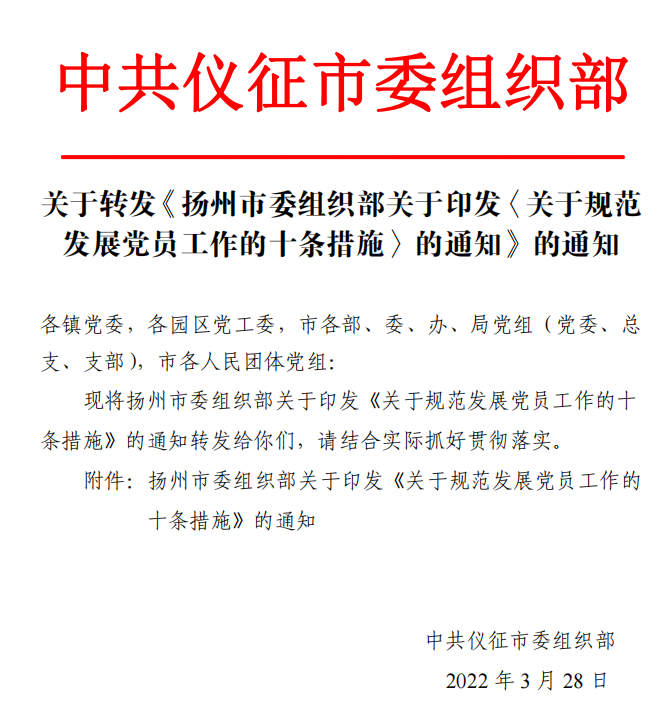 中共仪征市委组织部
关于转发《扬州市委组织部关于印发〈关于规范
发展党员工作的十条措施〉的通知》的通知
各镇党委，各园区党工委，市各部、委、办、局党组（党委、总
支、支部），市各人民团体党组：
现将扬州市委组织部关于印发《关于规范发展党员工作的十
条措施》的通知转发给你们，请结合实际抓好贯彻落实。
附件：扬州市委组织部关于印发《关于规范发展党员工作的
十条措施》的通知
中共仪征市委组织部
2022 年 3 月 28 日